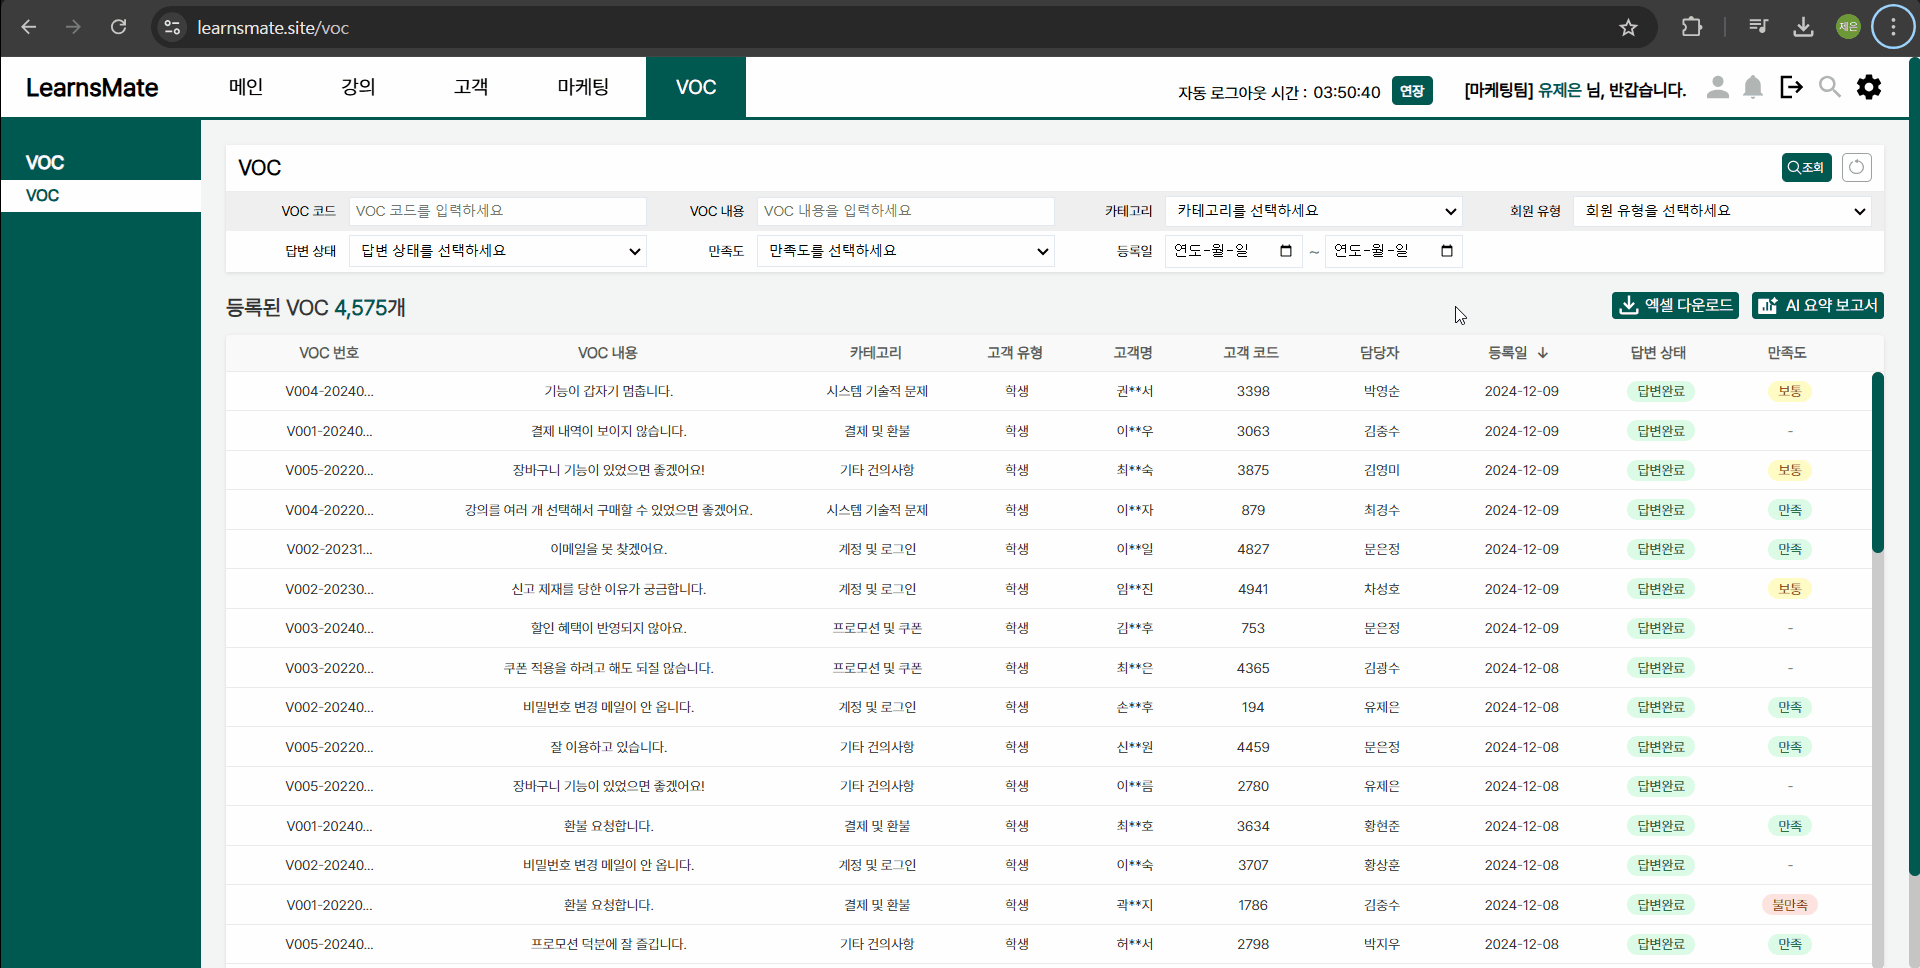 learnsmate.site/voc
제은
LearnsMate 메인 강의 고객 마케팅 VOC 자동 로그아웃 시간 : 03:50:40 연장 [마케팅팀] 유제은 님, 반갑습니다.
VOC
VOC
VOC 조회
VOC 코드 VOC 코드를 입력하세요 VOC 내용 VOC 내용을 입력하세요 카테고리 카테고리를 선택하세요 회원 유형 회원 유형을 선택하세요
답변 상태 답변 상태를 선택하세요 만족도 만족도를 선택하세요 등록일 연도-월-일 ~ 연도-월-일
등록된 VOC 4,575개 엑셀 다운로드 AI 요약 보고서
VOC 번호 VOC 내용 카테고리 고객 유형 고객명 고객 코드 담당자 등록일 ↓ 답변 상태 만족도
V004-20240... 기능이 갑자기 멈춥니다. 시스템 기술적 문제 학생 권**서 3398 박영순 2024-12-09 답변완료 보통
V001-20240... 결제 내역이 보이지 않습니다. 결제 및 환불 학생 이**우 3063 김중수 2024-12-09 답변완료 -
V005-20220... 장바구니 기능이 있었으면 좋겠어요! 기타 건의사항 학생 최**숙 3875 김영미 2024-12-09 답변완료 보통
V004-20220... 강의를 여러 개 선택해서 구매할 수 있었으면 좋겠어요. 시스템 기술적 문제 학생 이**자 879 최경수 2024-12-09 답변완료 만족
V002-20231... 이메일을 못 찾겠어요. 계정 및 로그인 학생 이**일 4827 문은정 2024-12-09 답변완료 만족
V002-20230... 신고 제재를 당한 이유가 궁금합니다. 계정 및 로그인 학생 임**진 4941 차성호 2024-12-09 답변완료 보통
V003-20240... 할인 혜택이 반영되지 않아요. 프로모션 및 쿠폰 학생 김**후 753 문은정 2024-12-09 답변완료 -
V003-20220... 쿠폰 적용을 하려고 해도 되질 않습니다. 프로모션 및 쿠폰 학생 최**은 4365 김광수 2024-12-08 답변완료 -
V002-20240... 비밀번호 변경 메일이 안 옵니다. 계정 및 로그인 학생 손**후 194 유제은 2024-12-08 답변완료 만족
V005-20220... 잘 이용하고 있습니다. 기타 건의사항 학생 신**원 4459 문은정 2024-12-08 답변완료 만족
V005-20220... 장바구니 기능이 있었으면 좋겠어요! 기타 건의사항 학생 이**름 2780 유제은 2024-12-08 답변완료 -
V001-20240... 환불 요청합니다. 결제 및 환불 학생 최**호 3634 황현준 2024-12-08 답변완료 만족
V002-20240... 비밀번호 변경 메일이 안 옵니다. 계정 및 로그인 학생 이**숙 3707 황상훈 2024-12-08 답변완료 -
V001-20220... 환불 요청합니다. 결제 및 환불 학생 곽**지 1786 김중수 2024-12-08 답변완료 불만족
V005-20240... 프로모션 덕분에 잘 즐깁니다. 기타 건의사항 학생 허**서 2798 박지우 2024-12-08 답변완료 만족